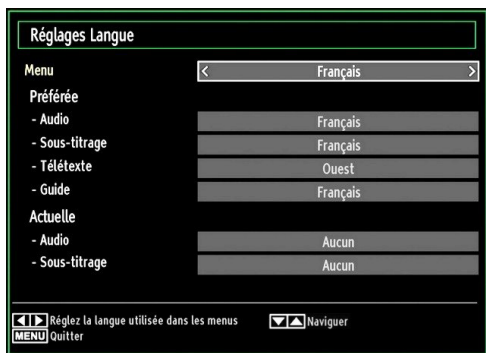 Réglages Langue
Menu < Français >
Préférée
- Audio Français
- Sous-titrage Français
- Télétexte Ouest
- Guide Français
Actuelle
- Audio Aucun
- Sous-titrage Aucun
Réglez la langue utilisée dans les menus Naviguer
MENU Quitter